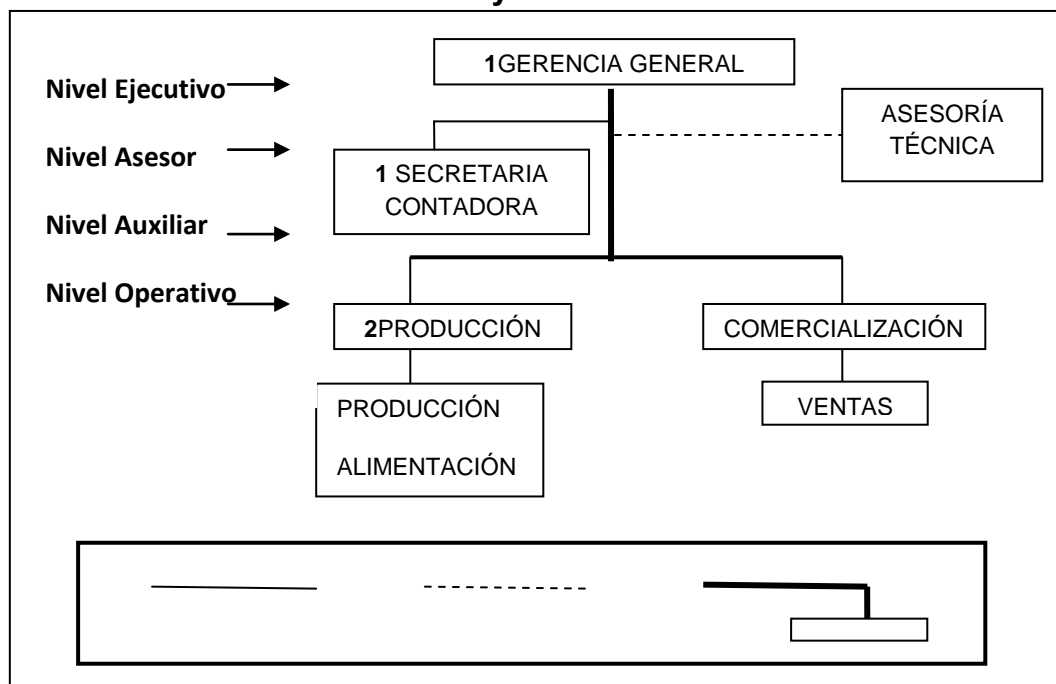 1GERENCIA GENERAL
Nivel Ejecutivo
ASESORÍA
TÉCNICA
Nivel Asesor
1 SECRETARIA
CONTADORA
Nivel Auxiliar
Nivel Operativo
2PRODUCCIÓN
COMERCIALIZACIÓN
PRODUCCIÓN
ALIMENTACIÓN
VENTAS